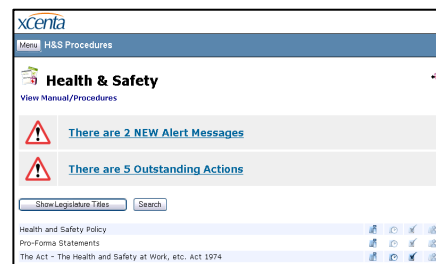 xcenta
Menu H&S Procedures
Health & Safety
View Manual/Procedures
There are 2 NEW Alert Messages
There are 5 Outstanding Actions
Show Legislature Titles Search
Health and Safety Policy
Pro-Forma Statements
The Act - The Health and Safety at Work, etc. Act 1974